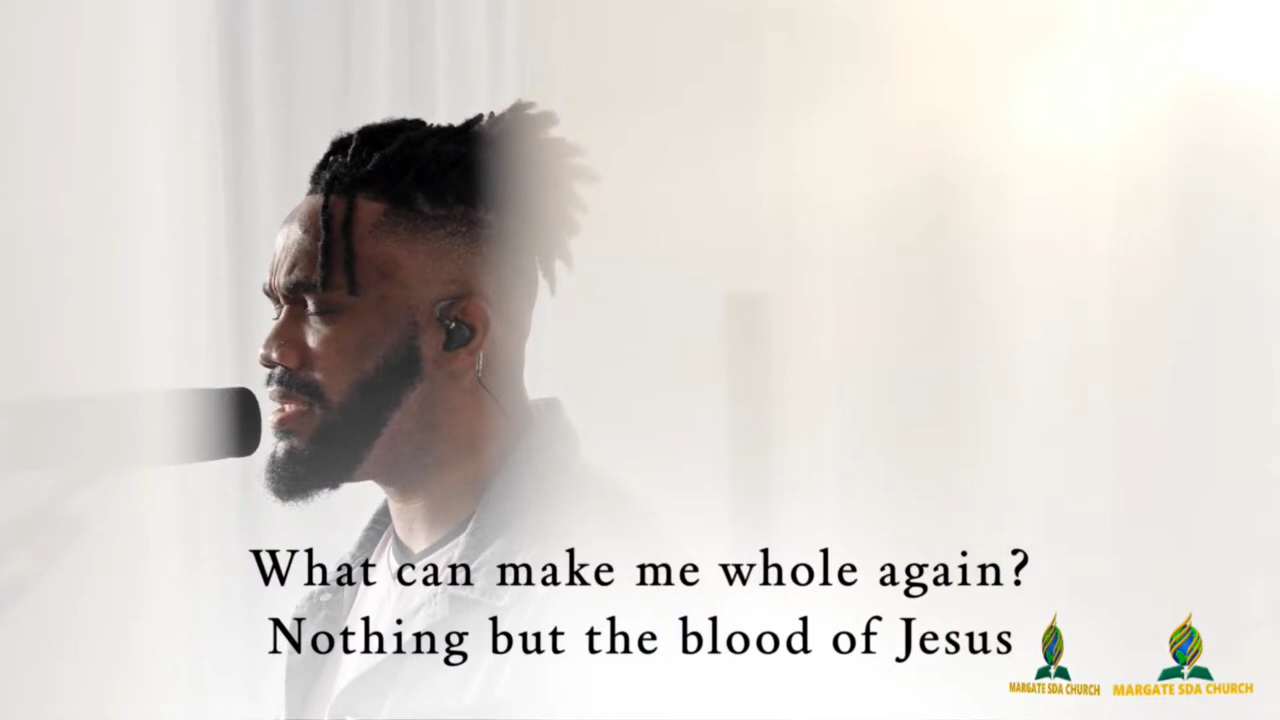 What can make me whole again?
Nothing but the blood of Jesus
MARGATE SDA CHURCH
MARGATE SDA CHURCH